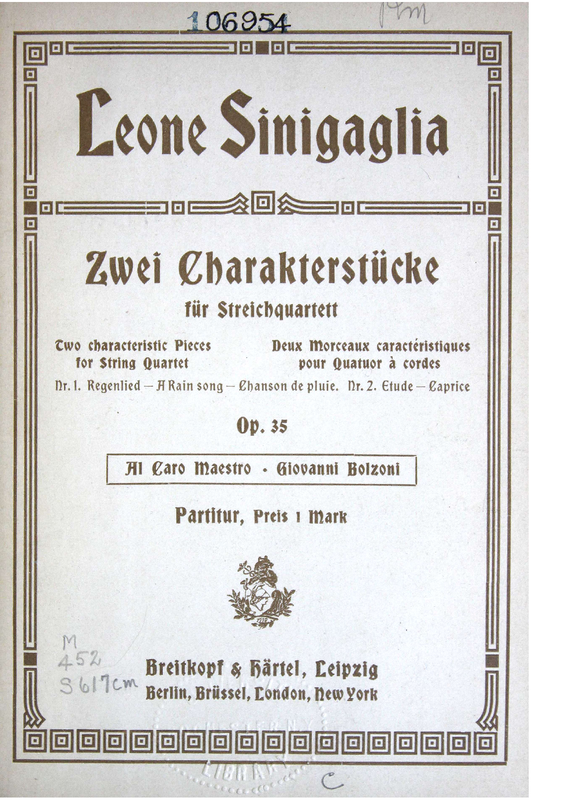 106954
Leone Sinigaglia
Zwei Charakterstücke
für Streichquartett
Two characteristic Pieces
for String Quartet
Deux Morceaux caractéristiques
pour Quatuor à cordes
Nr. 1. Regenlied — A Rain song — Chanson de pluie. Nr. 2. Etude — Caprice
Op. 35
Al Caro Maestro · Giovanni Bolzoni
Partitur, Preis 1 Mark
M
452
S617cm
Breitkopf & Härtel, Leipzig
Berlin, Brüssel, London, New York
LIBRARY
C